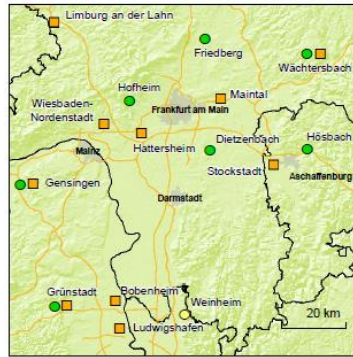 Limburg an der Lahn
Friedberg
Wächtersbach
Hofheim
Maintal
Wiesbaden-
Nordenstadt
Frankfurt am Main
Hattersheim
Dietzenbach
Hösbach
Mainz
Stockstadt
Aschaffenburg
Gensingen
Darmstadt
Grünstadt
Bobenheim
Weinheim
Ludwigshafen
20 km